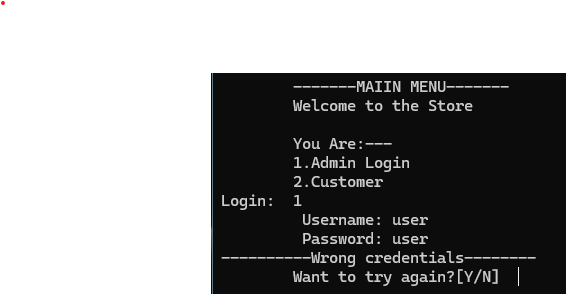 -------MAIIN MENU-------
Welcome to the Store
You Are:---
1.Admin Login
2.Customer
Login: 1
Username: user
Password: user
----------Wrong credentials--------
Want to try again?[Y/N]